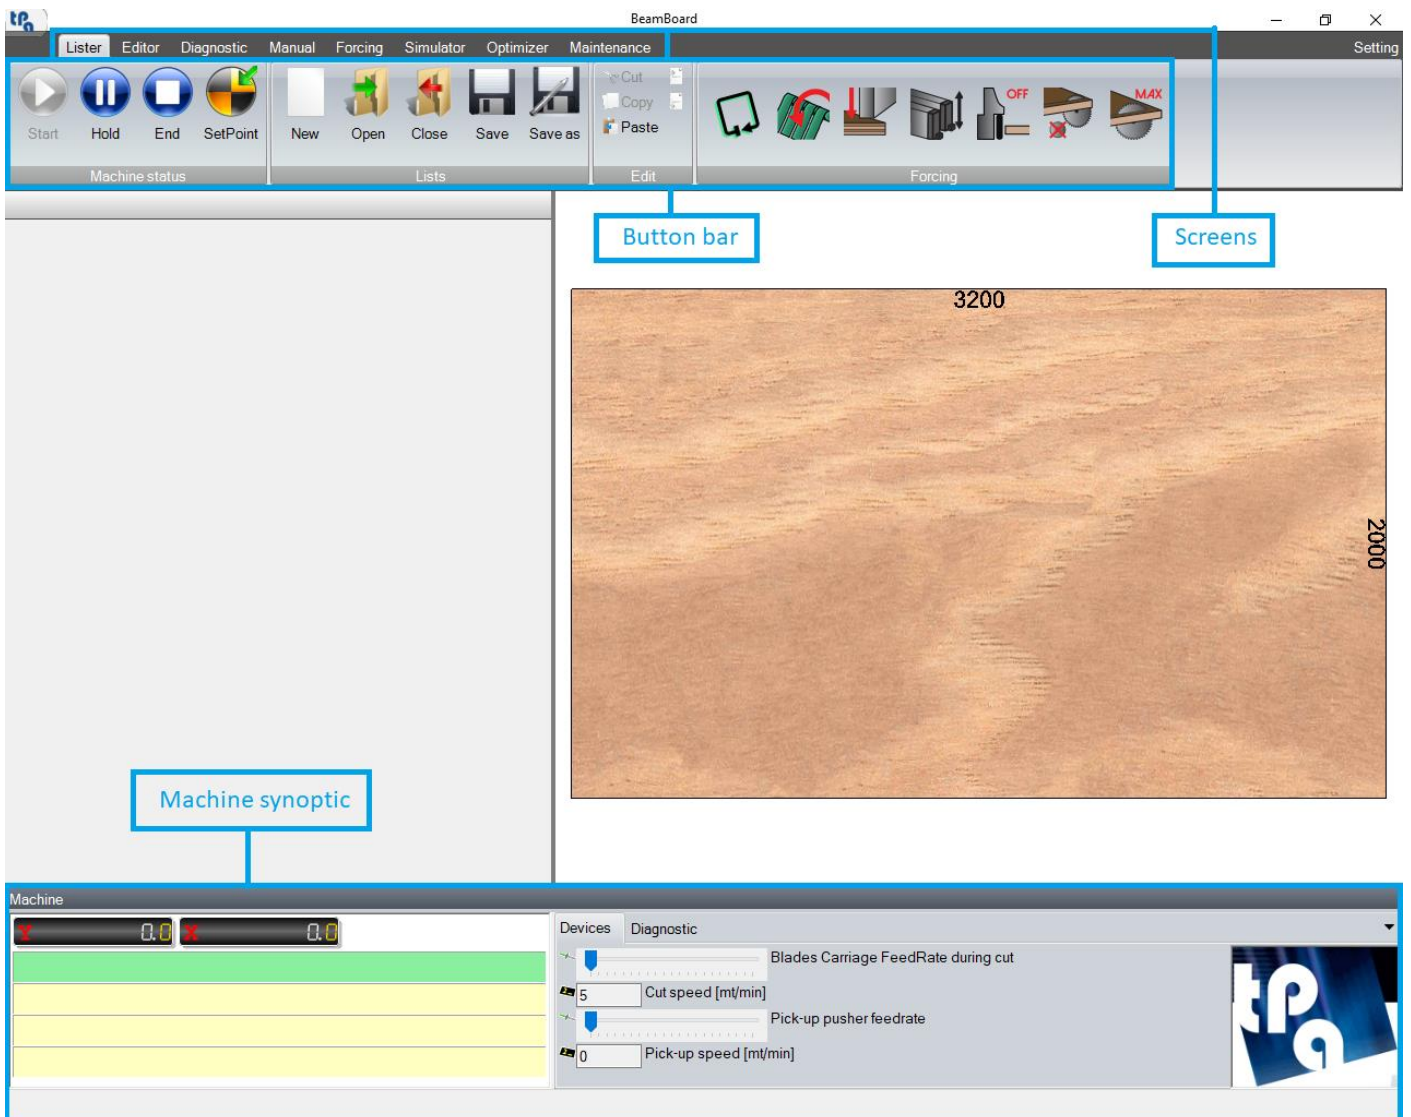 tpa
BeamBoard
Lister Editor Diagnostic Manual Forcing Simulator Optimizer Maintenance Setting
Start Hold End SetPoint New Open Close Save Save as
Cut
Copy
Paste
OFF MAX
Machine status Lists Edit Forcing
Button bar Screens
3200
2000
Machine synoptic
Machine
Y 0.0 X 0.0
Devices Diagnostic
Blades Carriage FeedRate during cut
5 Cut speed [mt/min]
Pick-up pusher feedrate
0 Pick-up speed [mt/min]
tpa